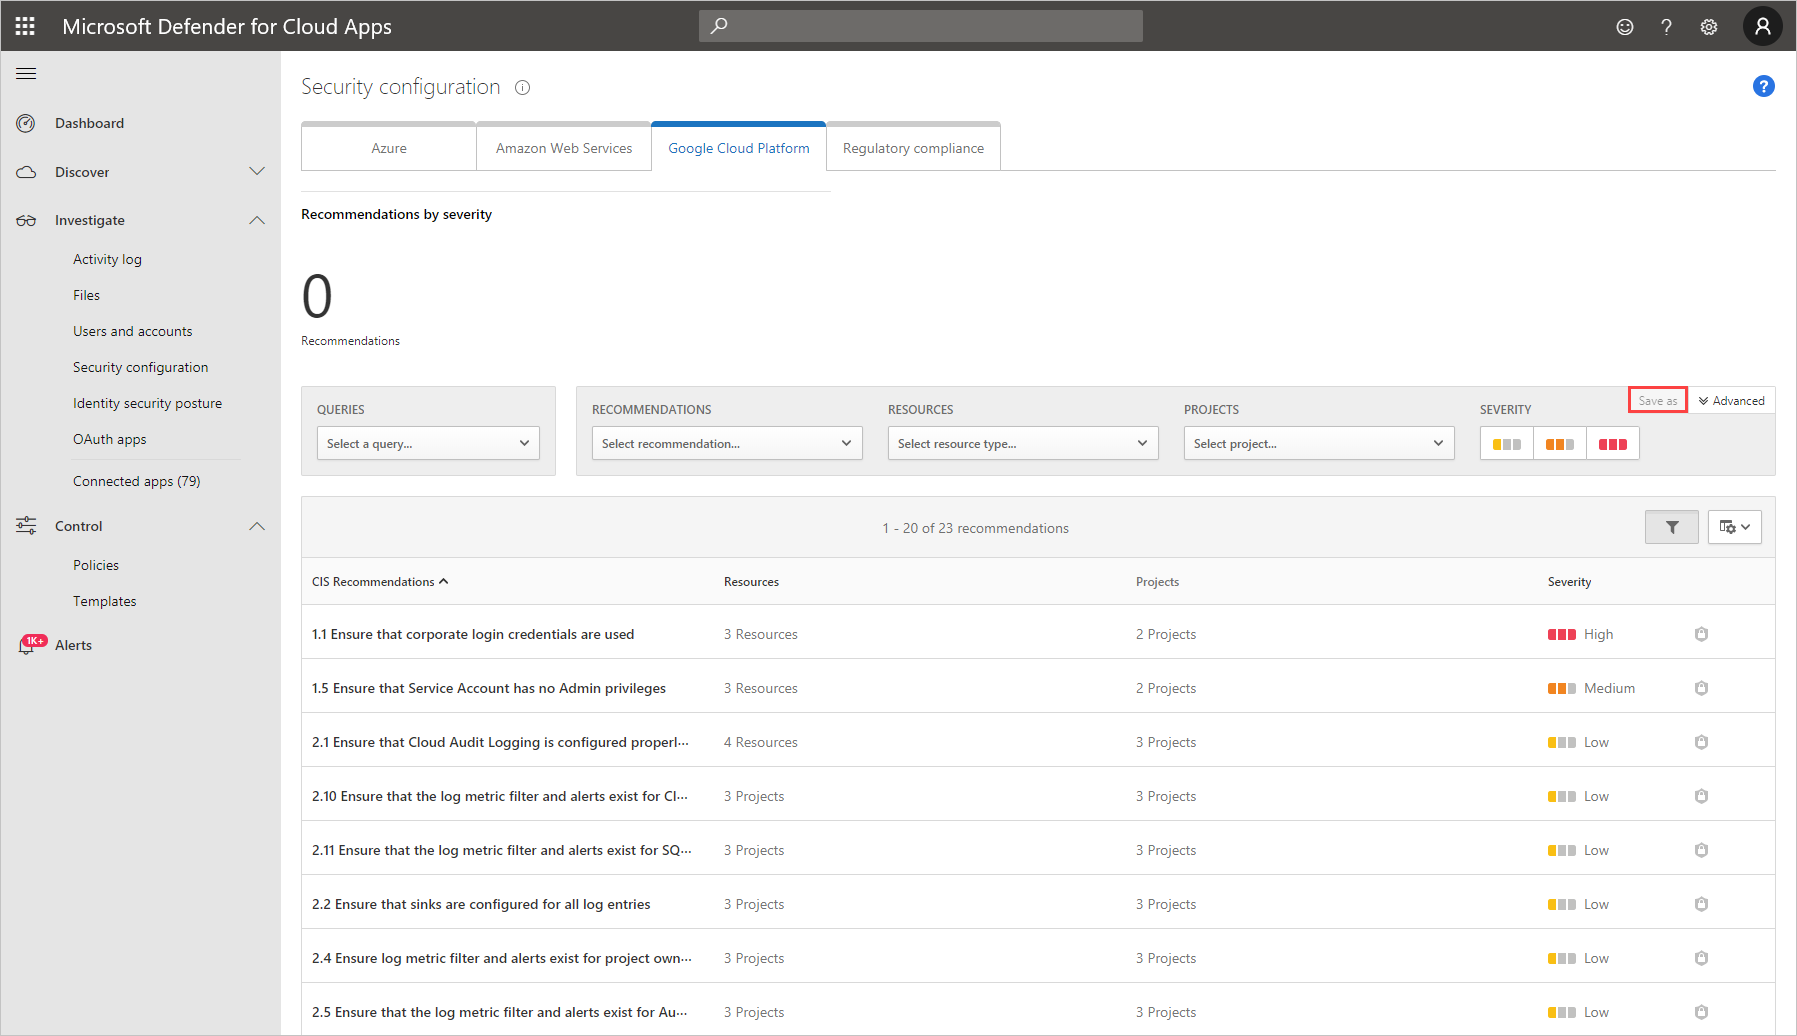 Microsoft Defender for Cloud Apps
Dashboard
Discover
Investigate
Activity log
Files
Users and accounts
Security configuration
Identity security posture
OAuth apps
Connected apps (79)
Control
Policies
Templates
1K+
Alerts
Security configuration
Azure
Amazon Web Services
Google Cloud Platform
Regulatory compliance
Recommendations by severity
0
Recommendations
QUERIES
Select a query...
RECOMMENDATIONS
Select recommendation...
RESOURCES
Select resource type...
PROJECTS
Select project...
SEVERITY
Save as
Advanced
1 - 20 of 23 recommendations
CIS Recommendations Resources Projects Severity
1.1 Ensure that corporate login credentials are used 3 Resources 2 Projects High
1.5 Ensure that Service Account has no Admin privileges 3 Resources 2 Projects Medium
2.1 Ensure that Cloud Audit Logging is configured properl... 4 Resources 3 Projects Low
2.10 Ensure that the log metric filter and alerts exist for Cl... 3 Projects 3 Projects Low
2.11 Ensure that the log metric filter and alerts exist for SQ... 3 Projects 3 Projects Low
2.2 Ensure that sinks are configured for all log entries 3 Projects 3 Projects Low
2.4 Ensure log metric filter and alerts exist for project own... 3 Projects 3 Projects Low
2.5 Ensure that the log metric filter and alerts exist for Au... 3 Projects 3 Projects Low